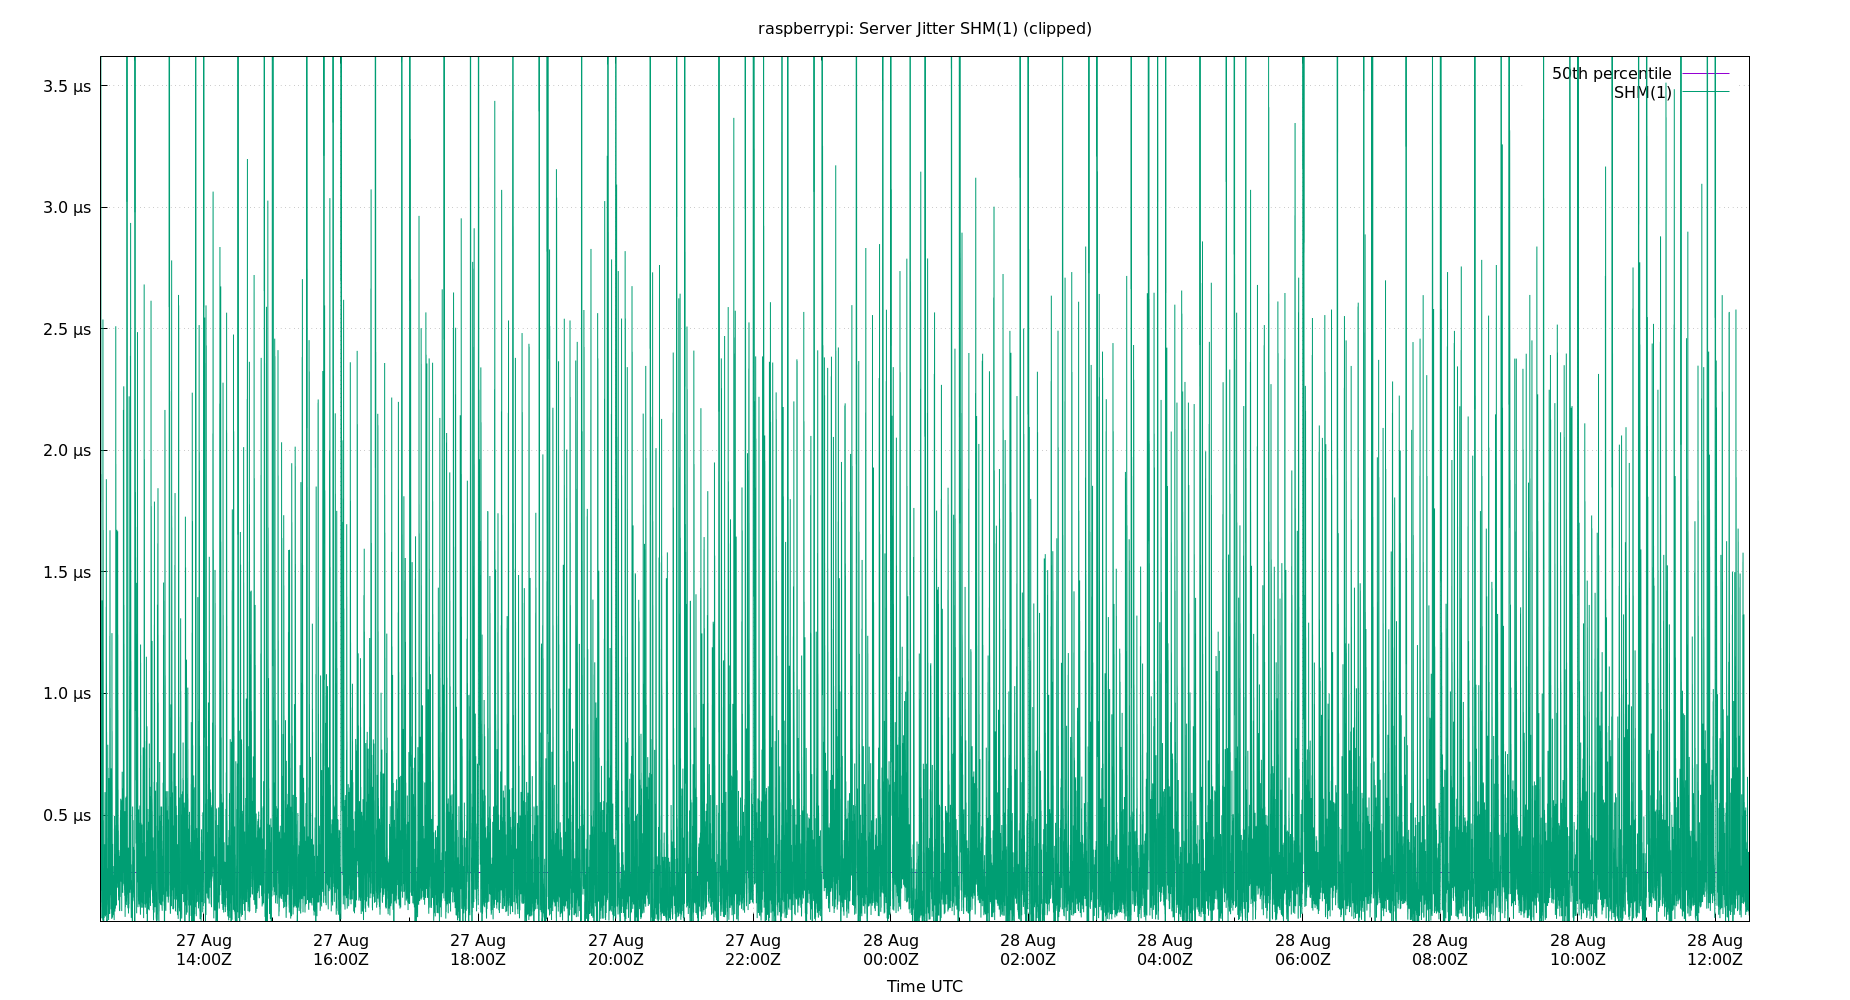 raspberrypi: Server Jitter SHM(1) (clipped)
50th percentile
SHM(1)
3.5 μs
3.0 μs
2.5 μs
2.0 μs
1.5 μs
1.0 μs
0.5 μs
27 Aug 27 Aug 27 Aug 27 Aug 27 Aug 28 Aug 28 Aug 28 Aug 28 Aug 28 Aug 28 Aug 28 Aug
14:00Z 16:00Z 18:00Z 20:00Z 22:00Z 00:00Z 02:00Z 04:00Z 06:00Z 08:00Z 10:00Z 12:00Z
Time UTC